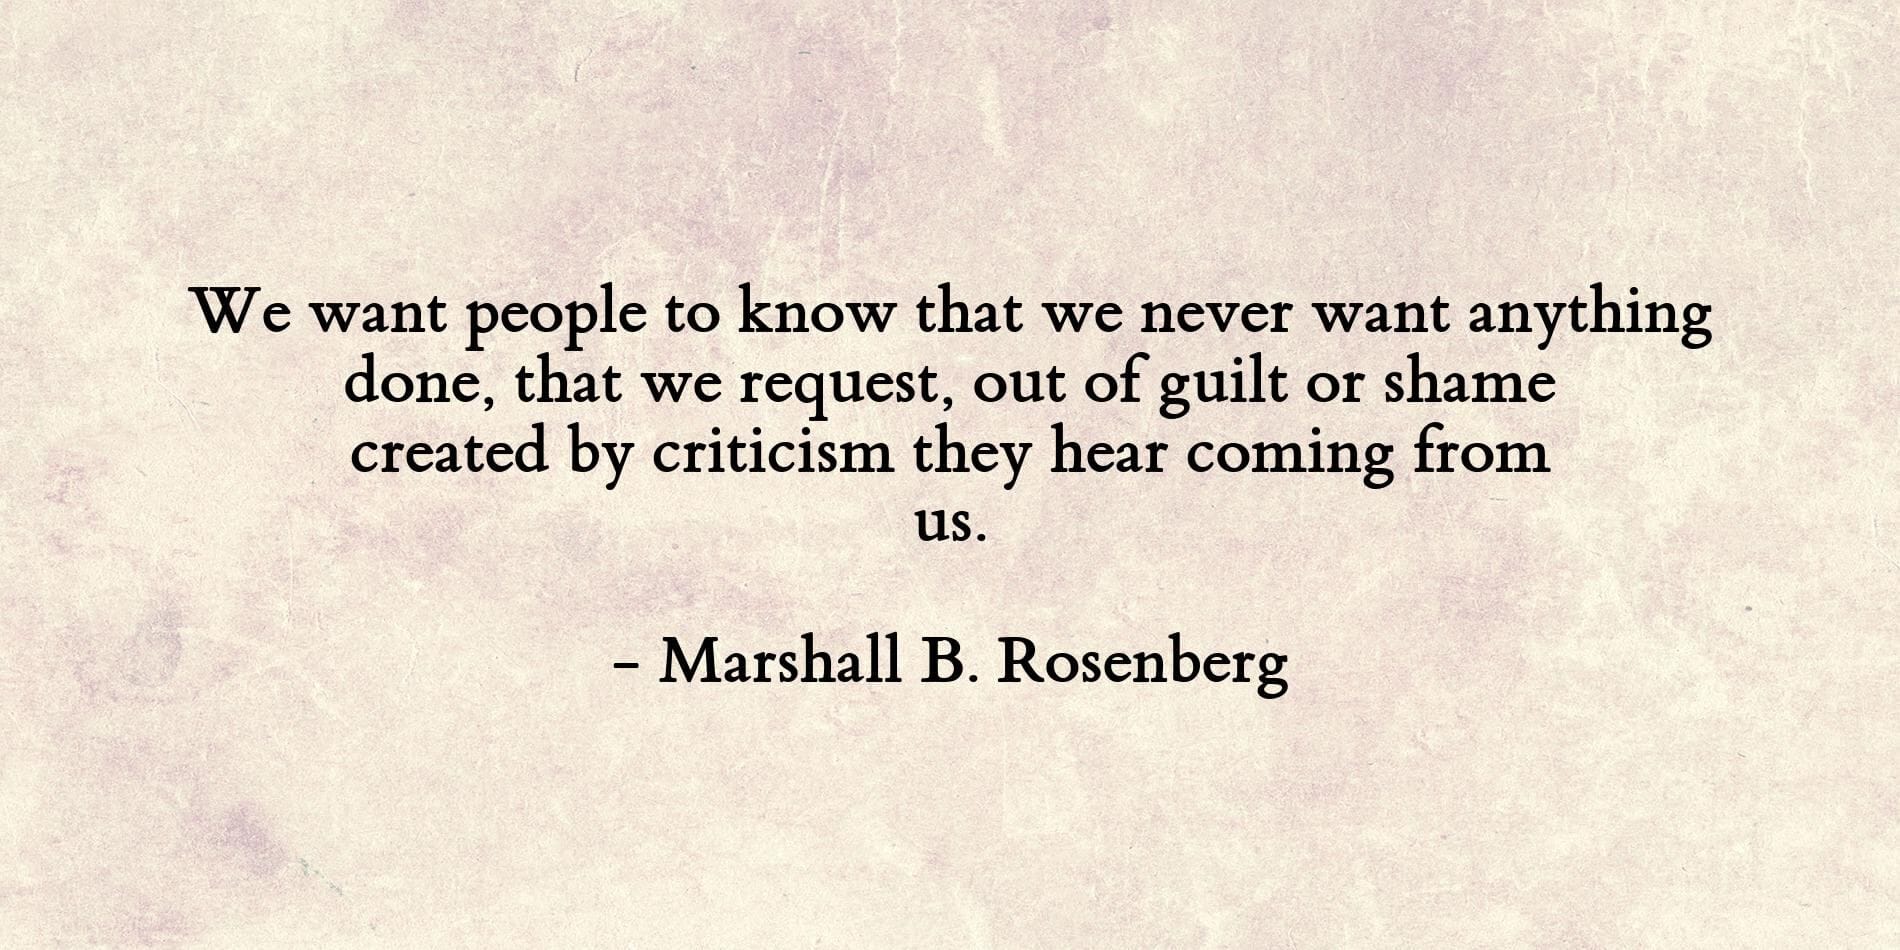 We want people to know that we never want anything
done, that we request, out of guilt or shame
created by criticism they hear coming from
us.
- Marshall B. Rosenberg